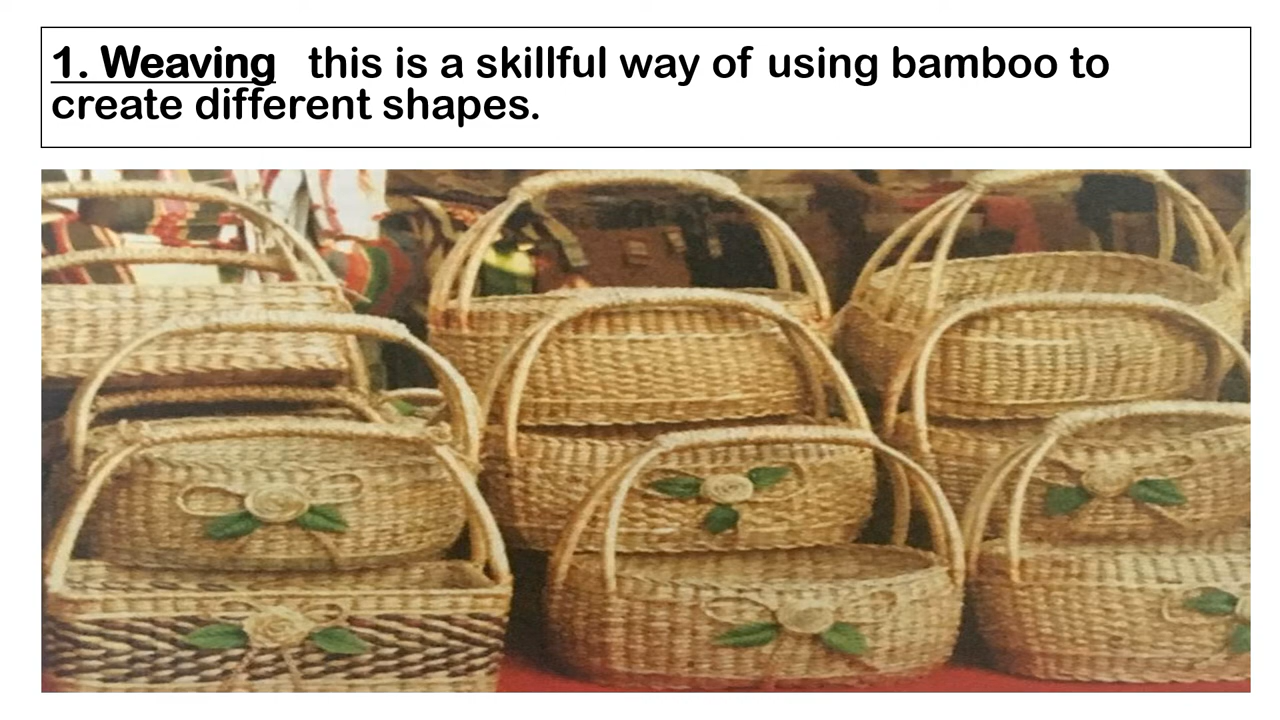 1. Weaving this is a skillful way of using bamboo to
create different shapes.